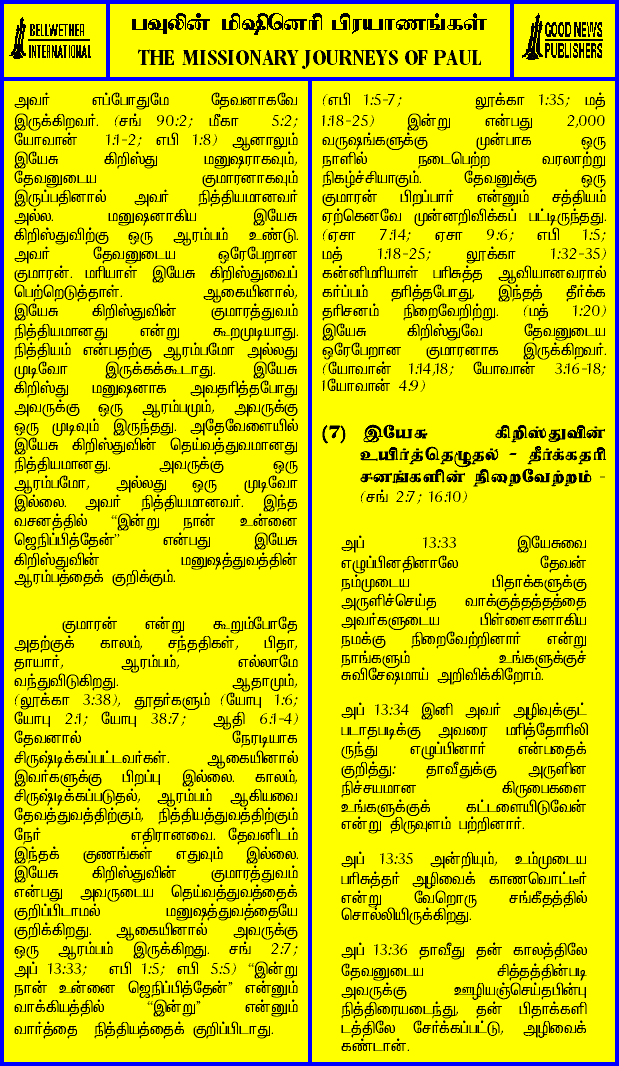 BELLWETHER
INTERNATIONAL
பவுலின் மிஷினெரி பிரயாணங்கள்
THE MISSIONARY JOURNEYS OF PAUL
GOOD NEWS
PUBLISHERS
அவர் எப்போதுமே தேவனாகவே
இருக்கிறவர். (சங் 90:2; மீகா 5:2;
யோவான் 1:1-2; எபி 1:8) ஆனாலும்
இயேசு கிறிஸ்து மனுஷராகவும்,
தேவனுடைய குமாரனாகவும்
இருப்பதினால் அவர் நித்தியமானவர்
அல்ல. மனுஷனாகிய இயேசு
கிறிஸ்துவிற்கு ஒரு ஆரம்பம் உண்டு.
அவர் தேவனுடைய ஒரேபேறான
குமாரன். மரியாள் இயேசு கிறிஸ்துவைப்
பெற்றெடுத்தாள். ஆகையினால்,
இயேசு கிறிஸ்துவின் குமாரத்துவம்
நித்தியமானது என்று கூறமுடியாது.
நித்தியம் என்பதற்கு ஆரம்பமோ அல்லது
முடிவோ இருக்கக்கூடாது. இயேசு
கிறிஸ்து மனுஷனாக அவதரித்தபோது
அவருக்கு ஒரு ஆரம்பமும், அவருக்கு
ஒரு முடிவும் இருந்தது. அதேவேளையில்
இயேசு கிறிஸ்துவின் தெய்வத்துவமானது
நித்தியமானது. அவருக்கு ஒரு
ஆரம்பமோ, அல்லது ஒரு முடிவோ
இல்லை. அவர் நித்தியமானவர். இந்த
வசனத்தில் “இன்று நான் உன்னை
ஜெநிப்பித்தேன்” என்பது இயேசு
கிறிஸ்துவின் மனுஷத்துவத்தின்
ஆரம்பத்தைக் குறிக்கும்.
குமாரன் என்று கூறும்போதே
அதற்குக் காலம், சந்ததிகள், பிதா,
தாயார், ஆரம்பம், எல்லாமே
வந்துவிடுகிறது. ஆதாமும்,
(லூக்கா 3:38), தூதர்களும் (யோபு 1:6;
யோபு 2:1; யோபு 38:7; ஆதி 6:1-4)
தேவனால் நேரடியாக
சிருஷ்டிக்கப்பட்டவர்கள். ஆகையினால்
இவர்களுக்கு பிறப்பு இல்லை. காலம்,
சிருஷ்டிக்கப்படுதல், ஆரம்பம் ஆகியவை
தேவத்துவத்திற்கும், நித்தியத்துவத்திற்கும்
நேர் எதிரானவை. தேவனிடம்
இந்தக் குணங்கள் எதுவும் இல்லை.
இயேசு கிறிஸ்துவின் குமாரத்துவம்
என்பது அவருடைய தெய்வத்துவத்தைக்
குறிப்பிடாமல் மனுஷத்துவத்தையே
குறிக்கிறது. ஆகையினால் அவருக்கு
ஒரு ஆரம்பம் இருக்கிறது. சங் 2:7;
அப் 13:33; எபி 1:5; எபி 5:5) “இன்று
நான் உன்னை ஜெநிப்பித்தேன்” என்னும்
வாக்கியத்தில் “இன்று” என்னும்
வார்த்தை நித்தியத்தைக் குறிப்பிடாது.
(எபி 1:5-7; லூக்கா 1:35; மத்
1:18-25) இன்று என்பது 2,000
வருஷங்களுக்கு முன்பாக ஒரு
நாளில் நடைபெற்ற வரலாற்று
நிகழ்ச்சியாகும். தேவனுக்கு ஒரு
குமாரன் பிறப்பார் என்னும் சத்தியம்
ஏற்கெனவே முன்னறிவிக்கப் பட்டிருந்தது.
(ஏசா 7:14; ஏசா 9:6; எபி 1:5;
மத் 1:18-25; லூக்கா 1:32-35)
கன்னிமரியாள் பரிசுத்த ஆவியானவரால்
கர்ப்பம் தரித்தபோது, இந்தத் தீர்க்க
தரிசனம் நிறைவேறிற்று. (மத் 1:20)
இயேசு கிறிஸ்துவே தேவனுடைய
ஒரேபேறான குமாரனாக இருக்கிறவர்.
(யோவான் 1:14,18; யோவான் 3:16-18;
1யோவான் 4:9)
(7) இயேசு கிறிஸ்துவின்
உயிர்த்தெழுதல் - தீர்க்கதரி
சனங்களின் நிறைவேற்றம் -
(சங் 2:7; 16:10)
அப் 13:33 இயேசுவை
எழுப்பினதினாலே தேவன்
நம்முடைய பிதாக்களுக்கு
அருளிச்செய்த வாக்குத்தத்தத்தை
அவர்களுடைய பிள்ளைகளாகிய
நமக்கு நிறைவேற்றினார் என்று
நாங்களும் உங்களுக்குச்
சுவிசேஷமாய் அறிவிக்கிறோம்.
அப் 13:34 இனி அவர் அழிவுக்குட்
படாதபடிக்கு அவரை மரித்தோரிலி
ருந்து எழுப்பினார் என்பதைக்
குறித்து: தாவீதுக்கு அருளின
நிச்சயமான கிருபைகளை
உங்களுக்குக் கட்டளையிடுவேன்
என்று திருவுளம் பற்றினார்.
அப் 13:35 அன்றியும், உம்முடைய
பரிசுத்தர் அழிவைக் காணவொட்டீர்
என்று வேறொரு சங்கீதத்தில்
சொல்லியிருக்கிறது.
அப் 13:36 தாவீது தன் காலத்திலே
தேவனுடைய சித்தத்தின்படி
அவருக்கு ஊழியஞ்செய்தபின்பு
நித்திரையடைந்து, தன் பிதாக்களி
டத்திலே சேர்க்கப்பட்டு, அழிவைக்
கண்டான்.